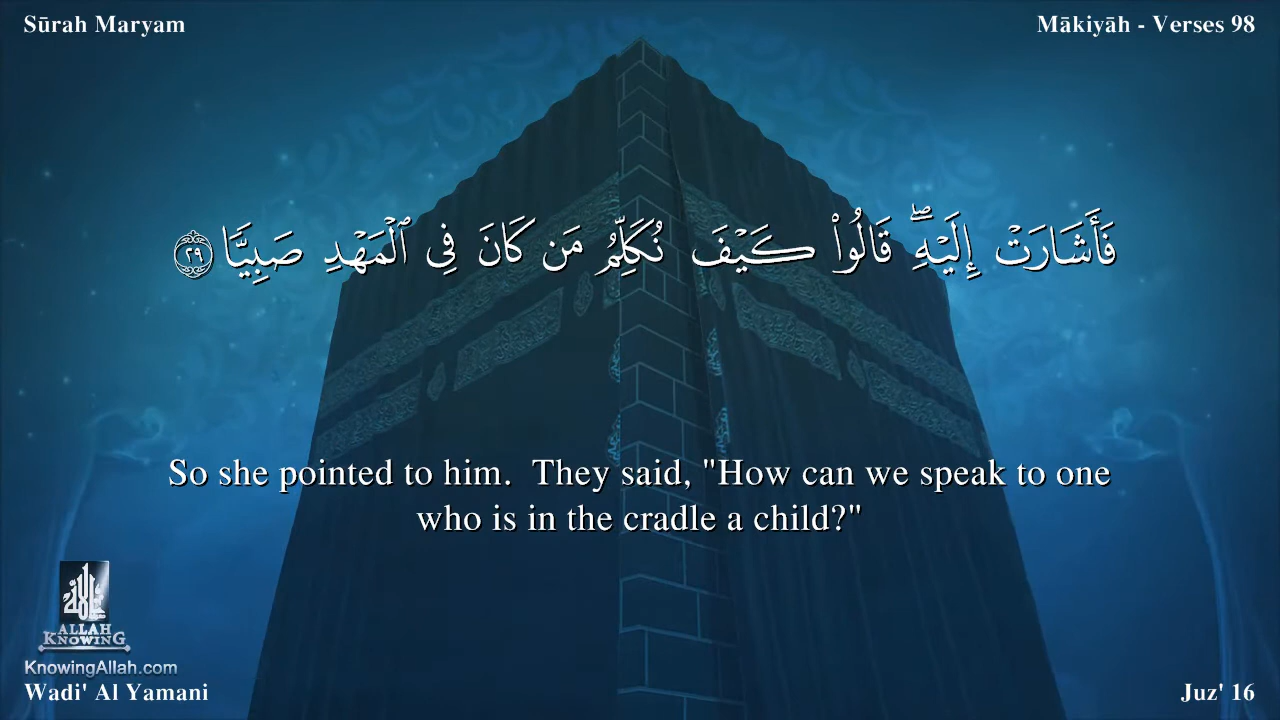 Sūrah Maryam
Mākiyāh - Verses 98
فَأَشَارَتْ إِلَيْهِ ۖ قَالُوا۟ كَيْفَ نُكَلِّمُ مَن كَانَ فِى ٱلْمَهْدِ صَبِيًّا ٢٩
So she pointed to him. They said, "How can we speak to one
who is in the cradle a child?"
الله
ALLAH
KNOWING
KnowingAllah.com
Wadi' Al Yamani
Juz' 16